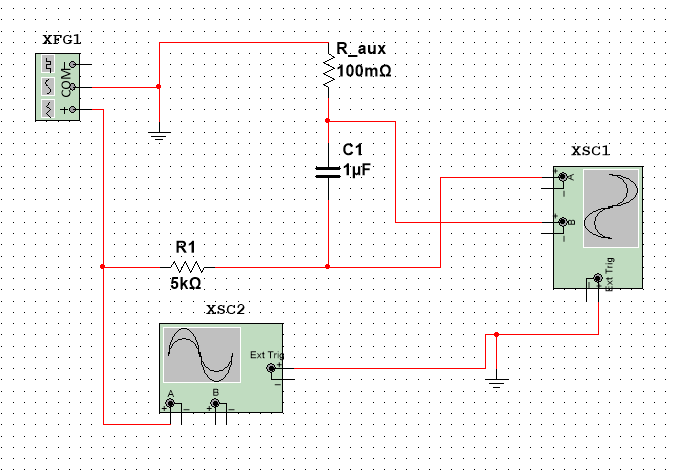 XFG1
COM
+
R_aux
100mΩ
C1
1µF
XSC1
+
A
−
+
B
−
Ext Trig
+
−
R1
5kΩ
XSC2
Ext Trig
+
−
A
B
+
−
+
−